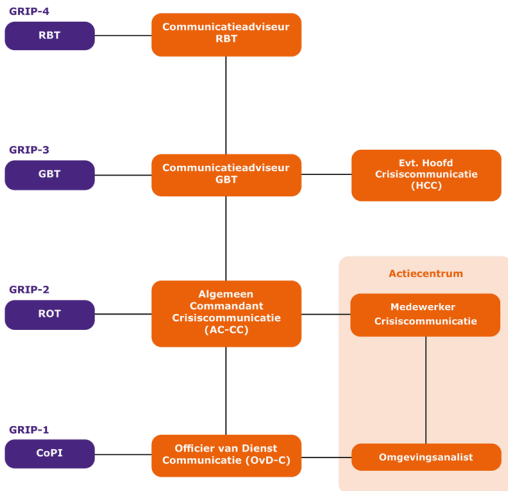 GRIP-4
RBT
Communicatieadviseur
RBT
GRIP-3
GBT
Communicatieadviseur
GBT
Evt. Hoofd
Crisiscommunicatie
(HCC)
GRIP-2
ROT
Algemeen
Commandant
Crisiscommunicatie
(AC-CC)
Actiecentrum
Medewerker
Crisiscommunicatie
GRIP-1
CoPI
Officier van Dienst
Communicatie (OvD-C)
Omgevingsanalist